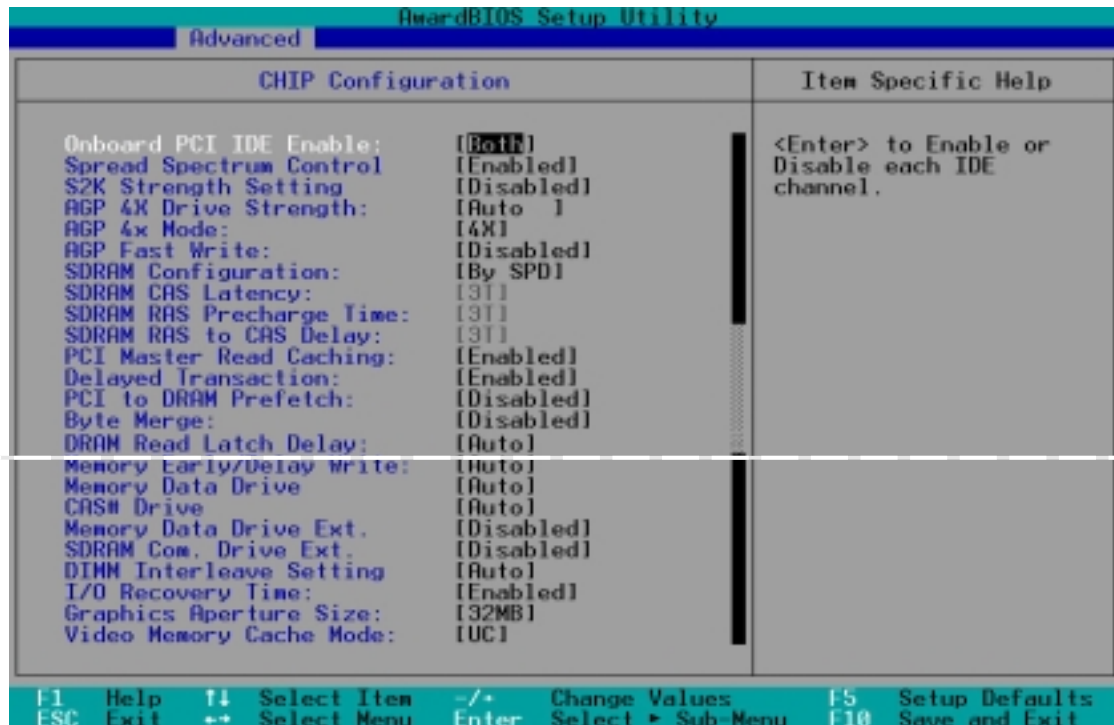 AwardBIOS Setup Utility
Advanced
CHIP Configuration
Item Specific Help
Onboard PCI IDE Enable: [Both]
Spread Spectrum Control [Enabled]
S2K Strength Setting [Disabled]
AGP 4X Drive Strength: [Auto ]
AGP 4x Mode: [4X]
AGP Fast Write: [Disabled]
SDRAM Configuration: [By SPD]
SDRAM CAS Latency: [3T]
SDRAM RAS Precharge Time: [3T]
SDRAM RAS to CAS Delay: [3T]
PCI Master Read Caching: [Enabled]
Delayed Transaction: [Enabled]
PCI to DRAM Prefetch: [Disabled]
Byte Merge: [Disabled]
DRAM Read Latch Delay: [Auto]
Memory Early/Delay Write: [Auto]
Memory Data Drive [Auto]
CAS# Drive [Auto]
Memory Data Drive Ext. [Disabled]
SDRAM Com. Drive Ext. [Disabled]
DIMM Interleave Setting [Auto]
I/O Recovery Time: [Enabled]
Graphics Aperture Size: [32MB]
Video Memory Cache Mode: [UC]
<Enter> to Enable or
Disable each IDE
channel.
F1 Help ↑↓ Select Item -/+ Change Values F5 Setup Defaults
ESC Exit ←→ Select Menu Enter Select ► Sub-Menu F10 Save and Exit